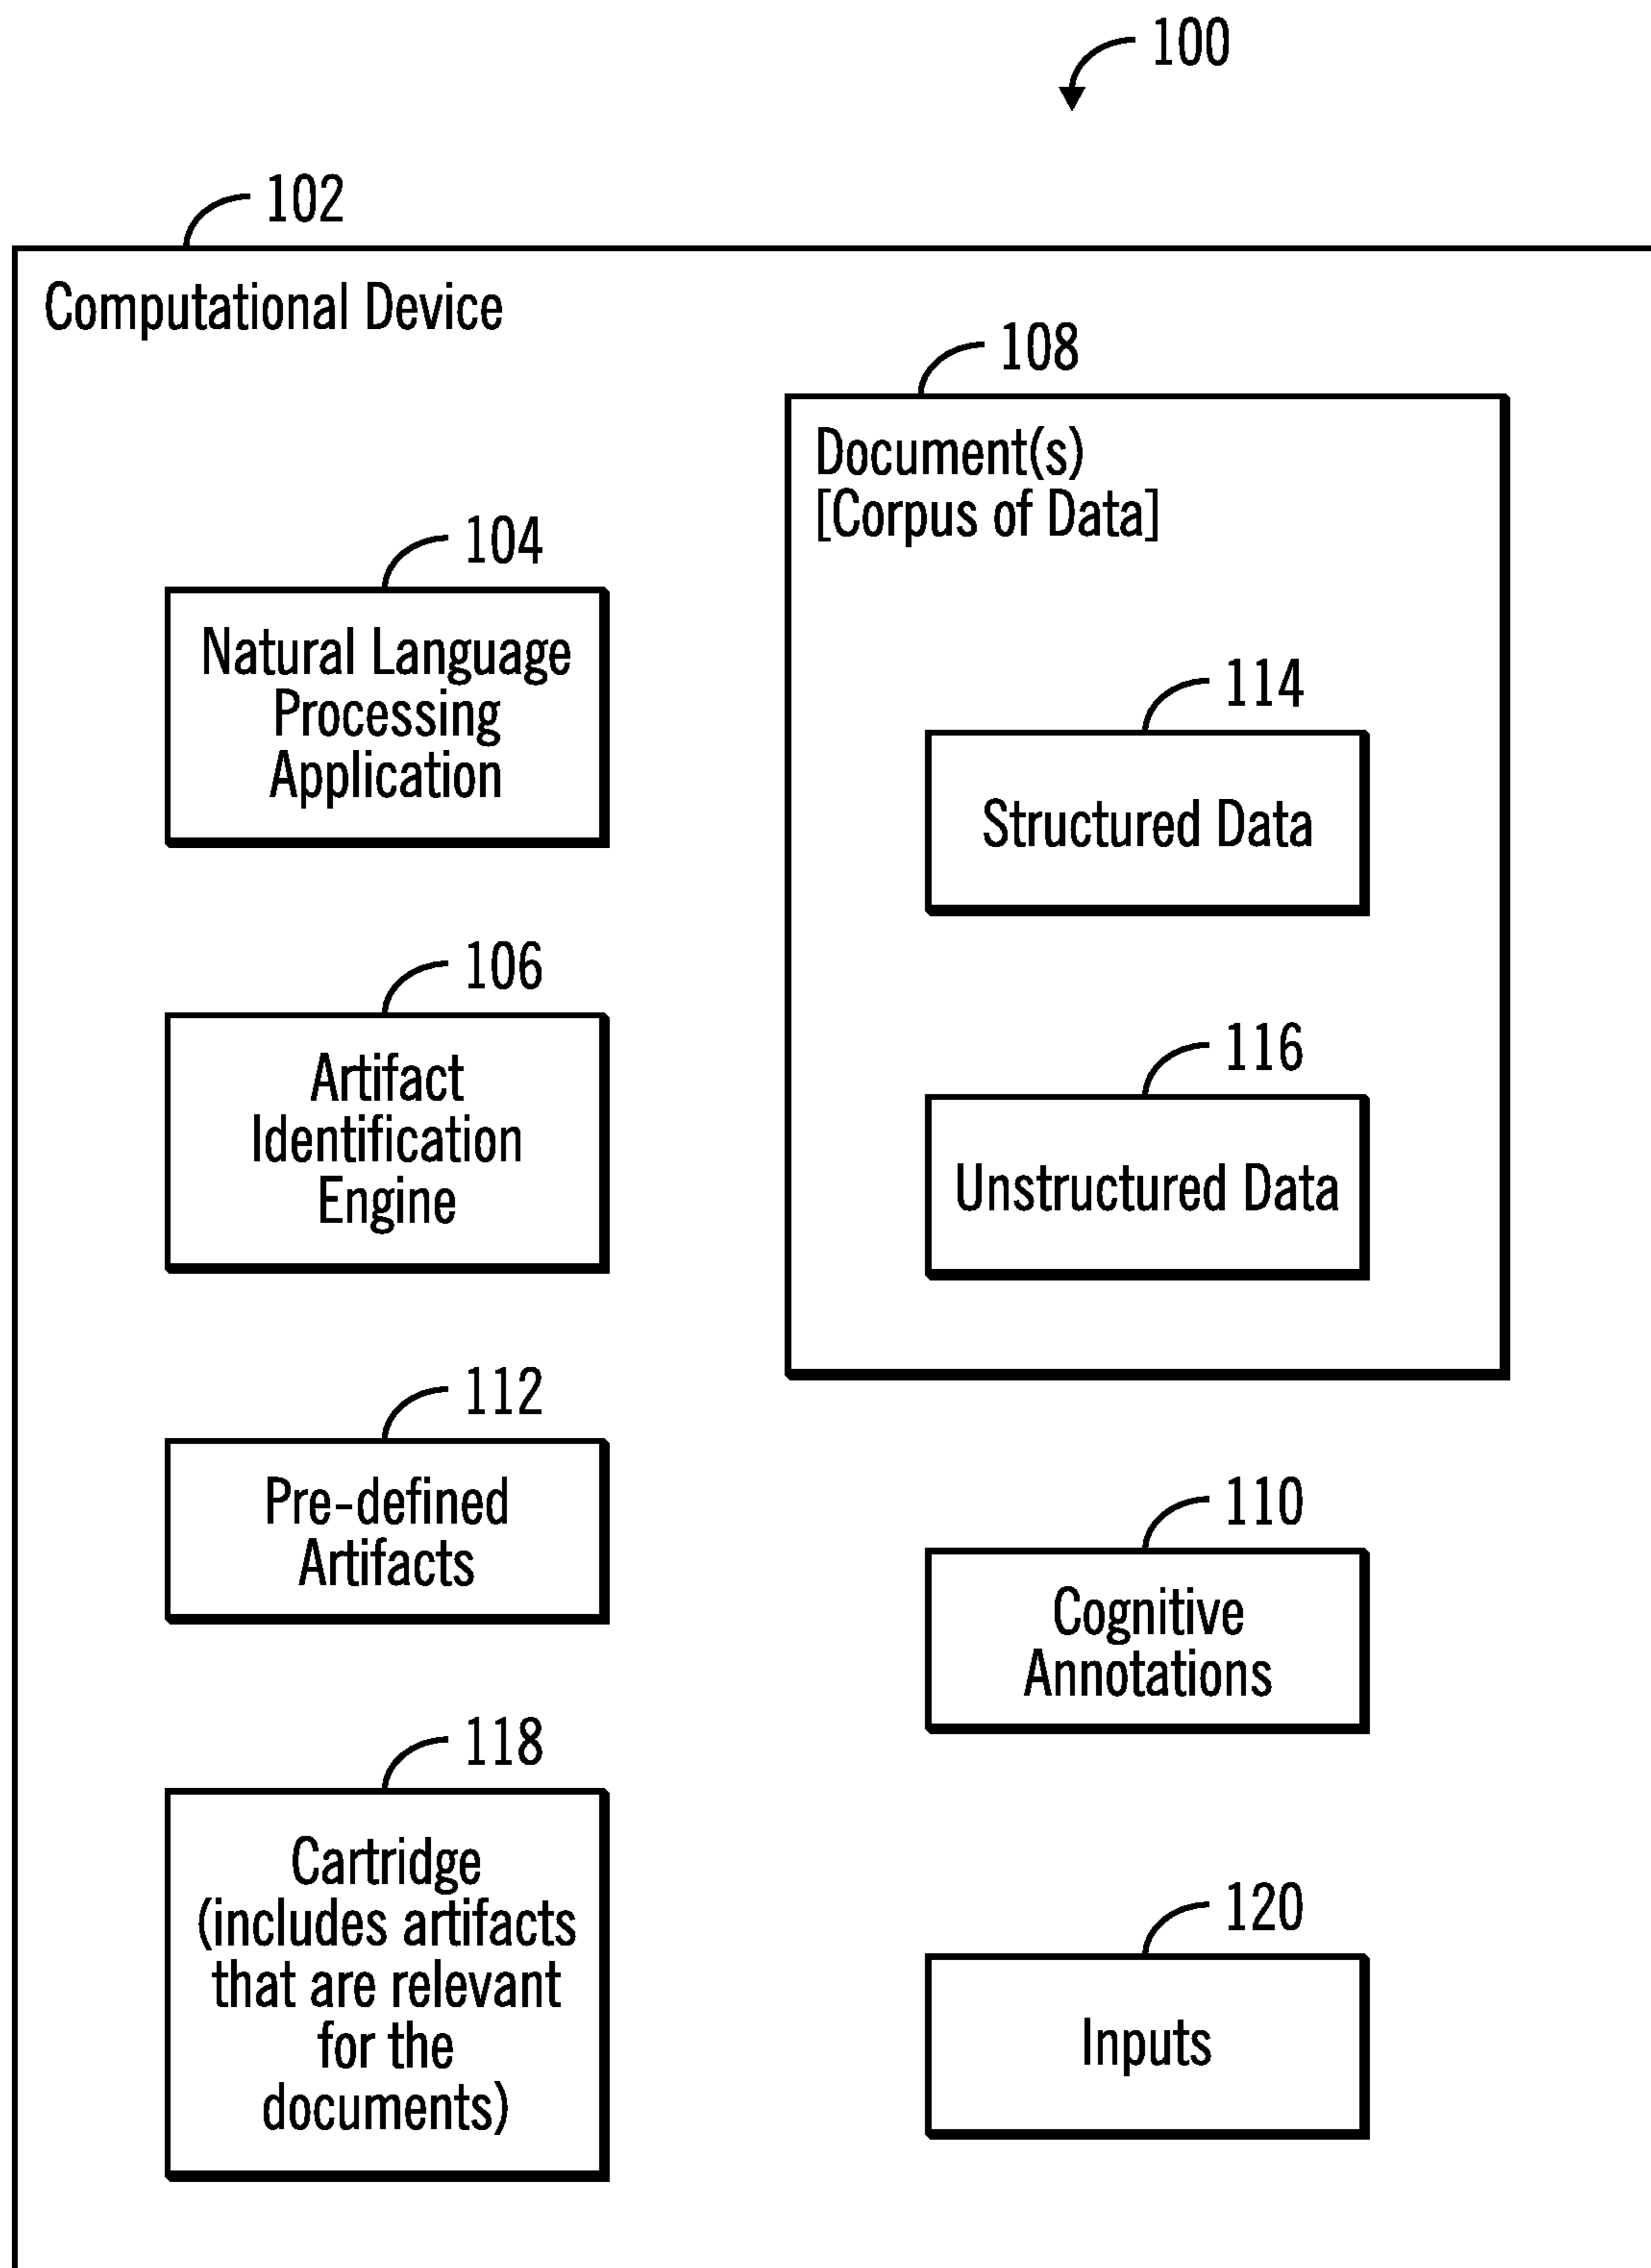 100
102
Computational Device
108
Document(s)
[Corpus of Data]
104
Natural Language
Processing
Application
114
Structured Data
106
Artifact
Identification
Engine
116
Unstructured Data
112
Pre-defined
Artifacts
110
Cognitive
Annotations
118
Cartridge
(includes artifacts
that are relevant
for the
documents)
120
Inputs